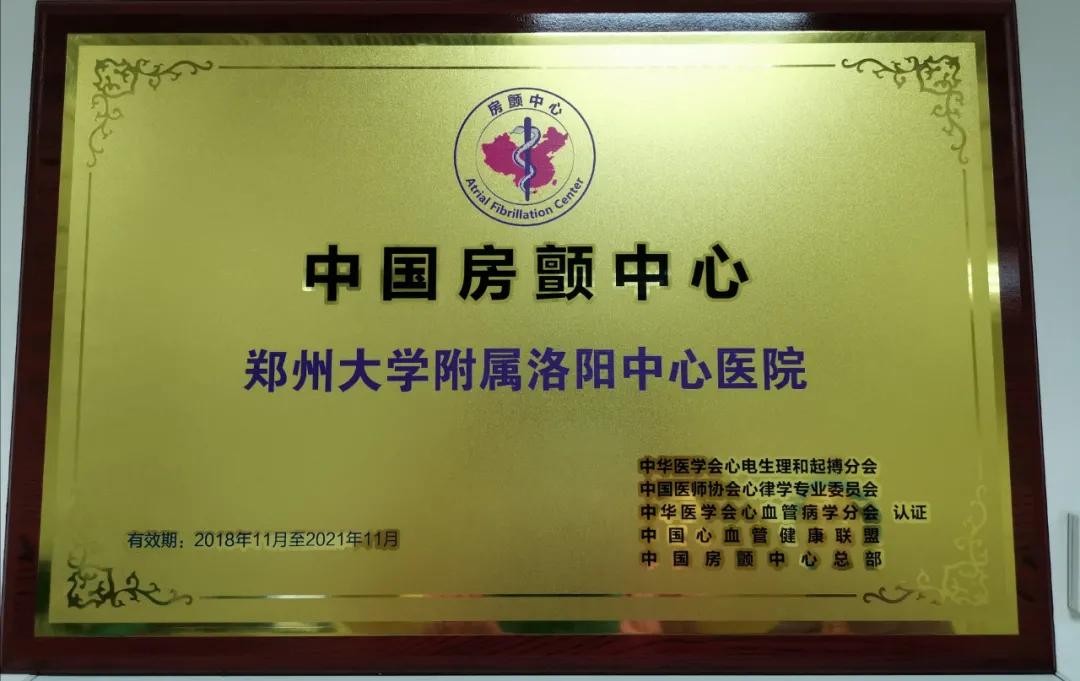 房颤中心
Atrial Fibrillation Center
中国房颤中心
郑州大学附属洛阳中心医院
中华医学会心电生理和起搏分会
中国医师协会心律学专业委员会
中华医学会心血管病学分会 认证
中国心血管健康联盟
中国房颤中心总部
有效期：2018年11月至2021年11月